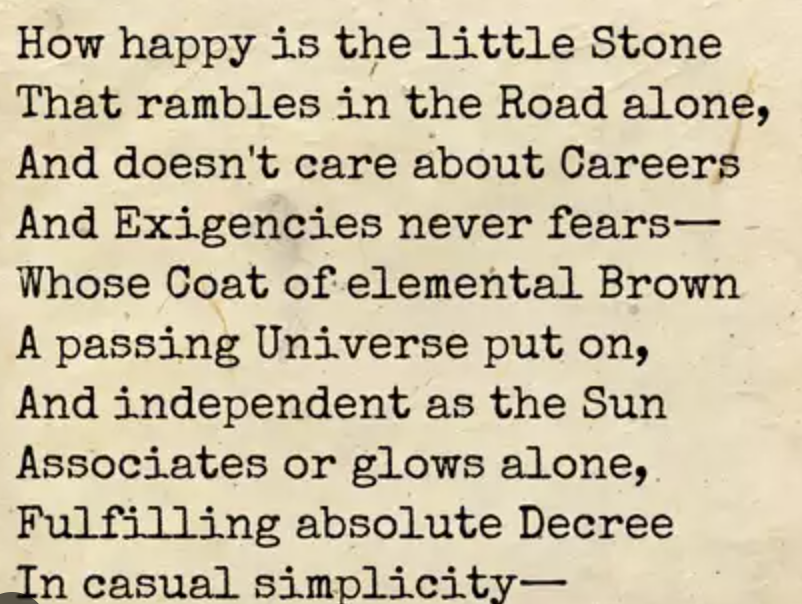 How happy is the little Stone
That rambles in the Road alone,
And doesn't care about Careers
And Exigencies never fears—
Whose Coat of elemental Brown
A passing Universe put on,
And independent as the Sun
Associates or glows alone,
Fulfilling absolute Decree
In casual simplicity—